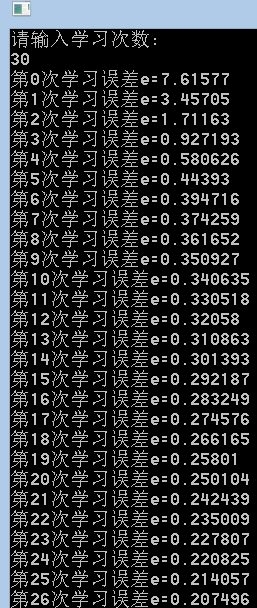 请输入学习次数:
30
第0次学习误差e=7.61577
第1次学习误差e=3.45705
第2次学习误差e=1.71163
第3次学习误差e=0.927193
第4次学习误差e=0.580626
第5次学习误差e=0.44393
第6次学习误差e=0.394716
第7次学习误差e=0.374259
第8次学习误差e=0.361652
第9次学习误差e=0.350927
第10次学习误差e=0.340635
第11次学习误差e=0.330518
第12次学习误差e=0.32058
第13次学习误差e=0.310863
第14次学习误差e=0.301393
第15次学习误差e=0.292187
第16次学习误差e=0.283249
第17次学习误差e=0.274576
第18次学习误差e=0.266165
第19次学习误差e=0.25801
第20次学习误差e=0.250104
第21次学习误差e=0.242439
第22次学习误差e=0.235009
第23次学习误差e=0.227807
第24次学习误差e=0.220825
第25次学习误差e=0.214057
第26次学习误差e=0.207496